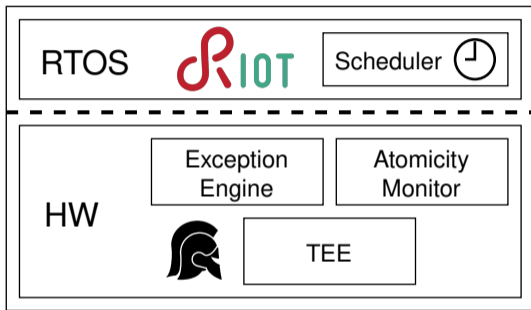 RTOS
RIOT
Scheduler
Exception
Engine
Atomicity
Monitor
HW
TEE